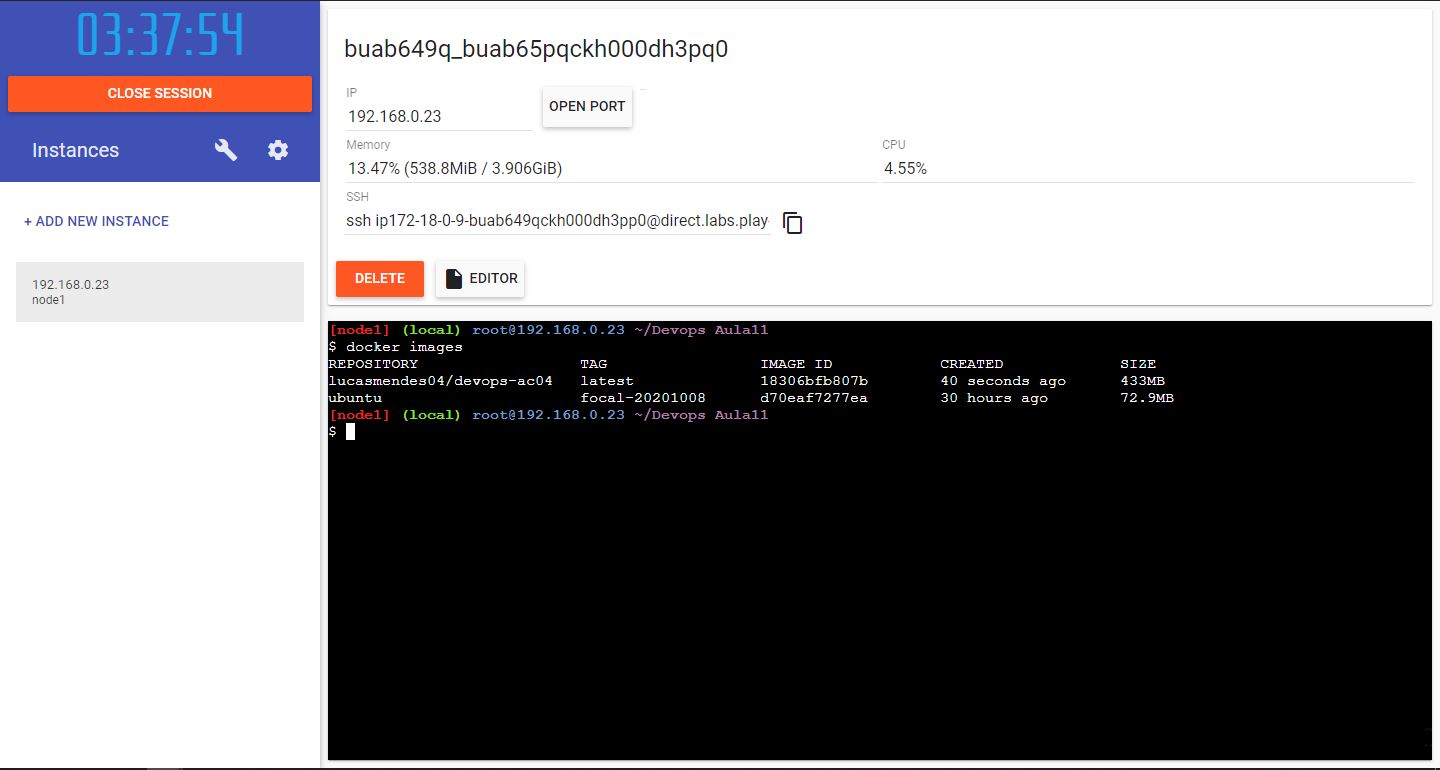 03:37:54
CLOSE SESSION
Instances
+ ADD NEW INSTANCE
192.168.0.23
node1
buab649q_buab65pqckh000dh3pq0
IP
192.168.0.23
OPEN PORT
Memory
13.47% (538.8MiB / 3.906GiB)
CPU
4.55%
SSH
ssh ip172-18-0-9-buab649qckh000dh3pp0@direct.labs.play
DELETE
EDITOR
[node1] (local) root@192.168.0.23 ~/Devops Aula11
$ docker images
REPOSITORY TAG IMAGE ID CREATED SIZE
lucasmendes04/devops-ac04 latest 18306bfb807b 40 seconds ago 433MB
ubuntu focal-20201008 d70eaf7277ea 30 hours ago 72.9MB
[node1] (local) root@192.168.0.23 ~/Devops Aula11
$